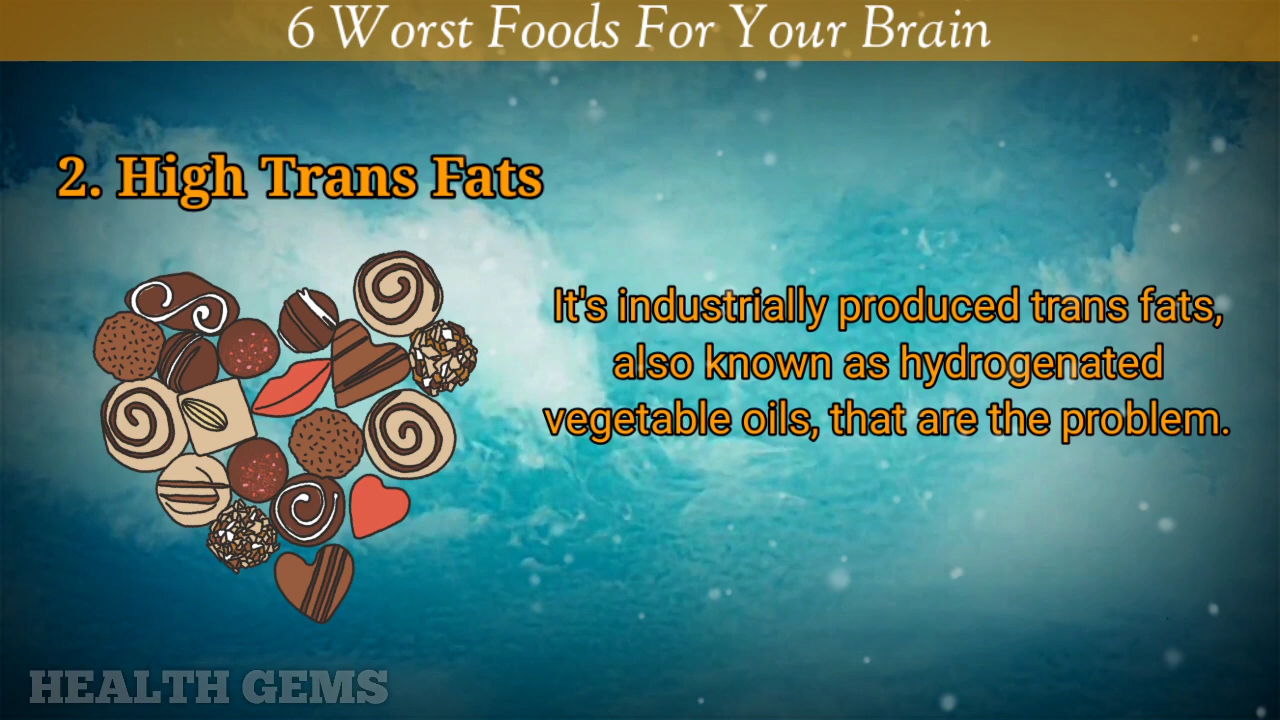 6 Worst Foods For Your Brain
2. High Trans Fats
It's industrially produced trans fats,
also known as hydrogenated
vegetable oils, that are the problem.
HEALTH GEMS